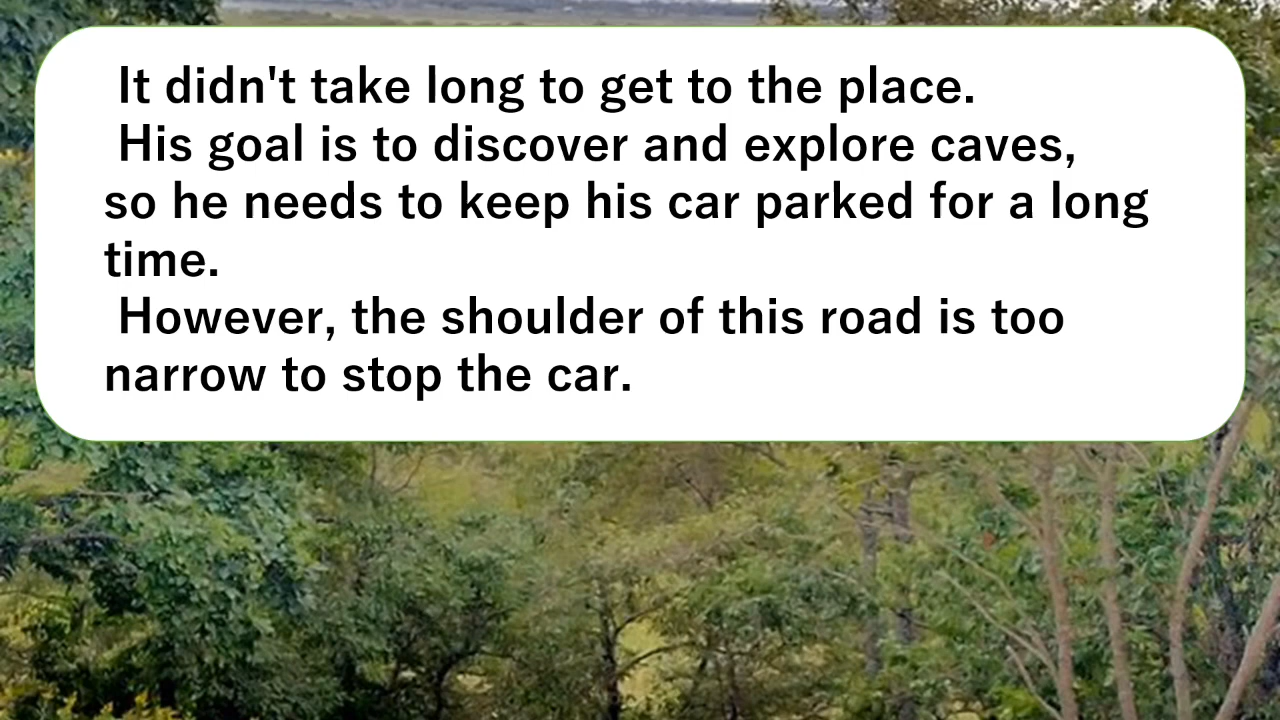 It didn't take long to get to the place.
His goal is to discover and explore caves,
so he needs to keep his car parked for a long
time.
However, the shoulder of this road is too
narrow to stop the car.